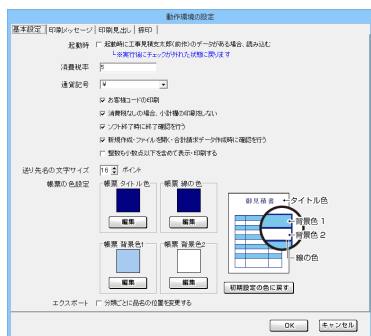 動作環境の設定
基本設定 印刷メッセージ 印刷見出し 捺印
起動時 起動時に工事見積支太郎(前作)のデータがある場合、読み込む
└※実行後にチェックが外れた状態に戻ります
消費税率 5
通貨記号 ¥
お客様コードの印刷
消費税なしの場合、小計欄の印刷しない
ソフト終了時に終了確認を行う
新規作成・ファイルを開く・合計請求データ作成時に確認を行う
整数も小数点以下を含めて表示・印刷する
送り先名の文字サイズ 16 ポイント
帳票の色設定 帳票 タイトル色 帳票 線の色
編集 編集
帳票 背景色1 帳票 背景色2
編集 編集
御見積書 タイトル色
背景色 1
背景色 2
線の色
初期設定の色に戻す
エクスポート 分類ごとに品名の位置を変更する
OK キャンセル